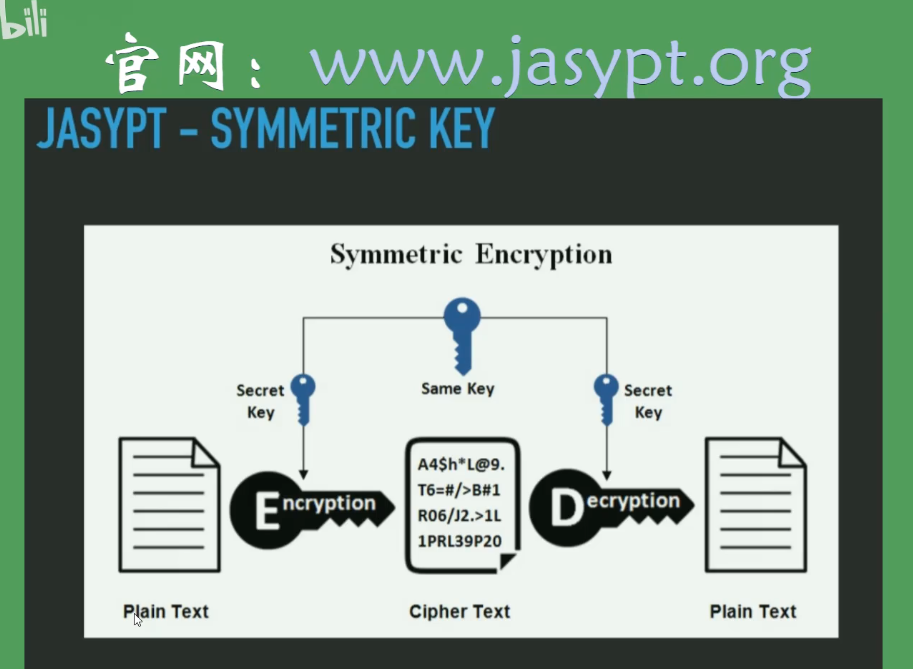 bili
官网：www.jasypt.org
JASYPT - SYMMETRIC KEY
Symmetric Encryption
Same Key
Secret
Key
Secret
Key
A4$h*L@9.
T6=#/>B#1
R06/J2.>1L
1PRL39P20
Encryption
Decryption
Plain Text
Cipher Text
Plain Text